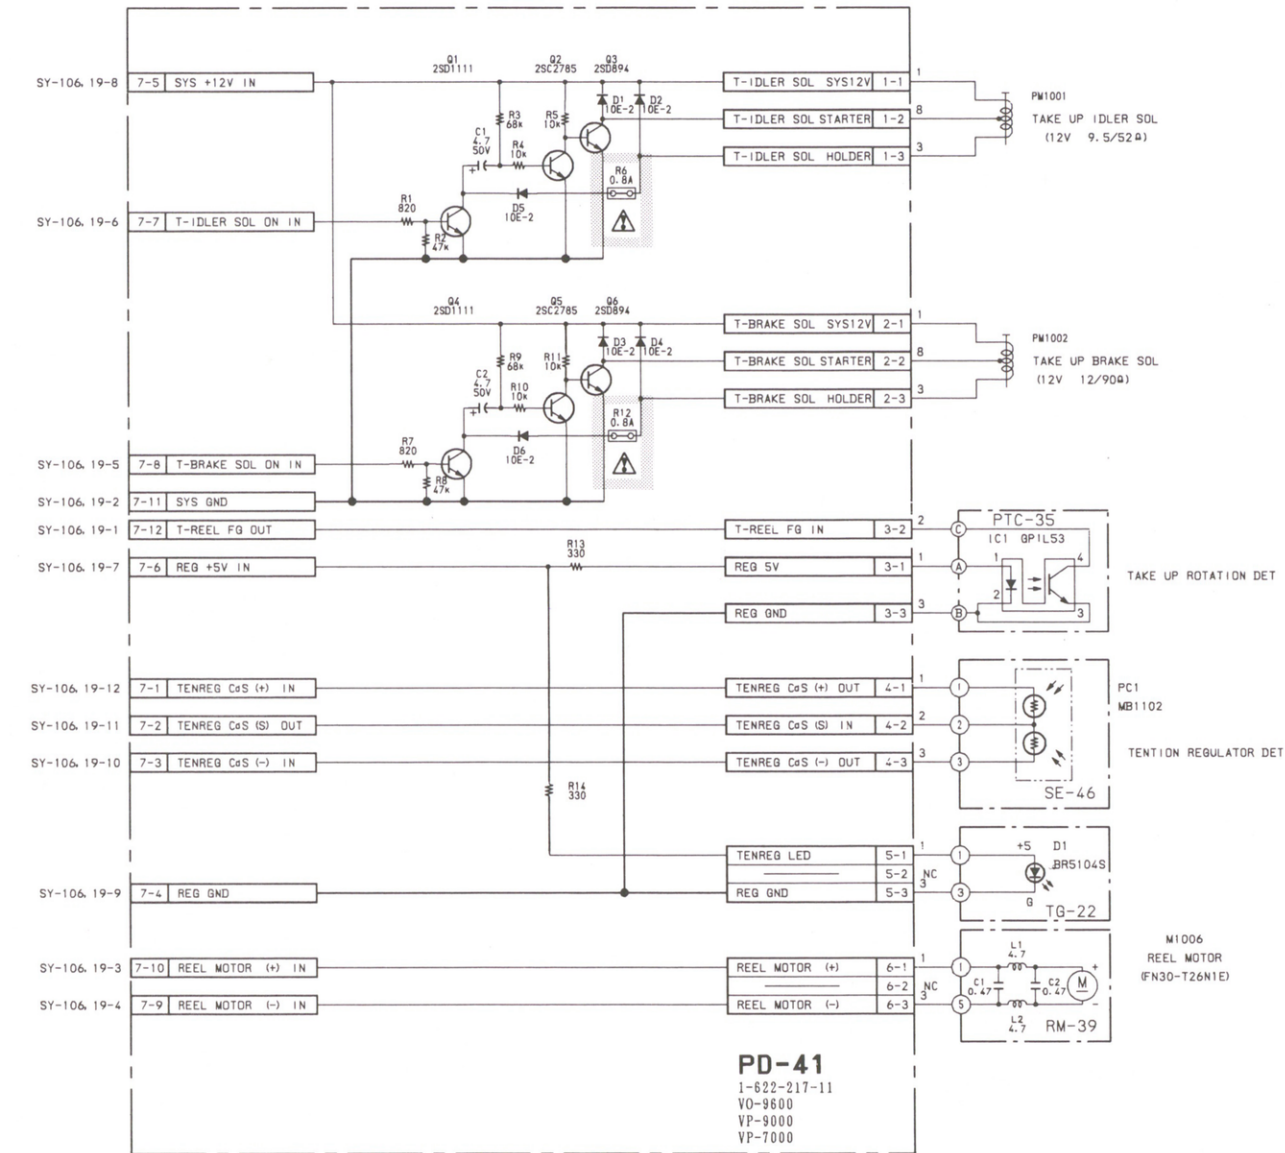 Q1 Q2 Q3
2SD1111 2SC2785 2SD894
SY-106. 19-8 7-5 SYS +12V IN T-IDLER SOL SYS12V 1-1 1
D1 D2
10E-2 10E-2
PM1001
R3
68k
R5
10k
T-IDLER SOL STARTER 1-2 8
TAKE UP IDLER SOL
(12V 9.5/52Ω)
C1
4.7
50V
R4
10k
T-IDLER SOL HOLDER 1-3 3
R6
0.8A
D5
10E-2
R1
820
SY-106. 19-6 7-7 T-IDLER SOL ON IN
R2
47k
Q4 Q5 Q6
2SD1111 2SC2785 2SD894
T-BRAKE SOL SYS12V 2-1 1
D3 D4
10E-2 10E-2
PM1002
R9
68k
R11
10k
T-BRAKE SOL STARTER 2-2 8
TAKE UP BRAKE SOL
(12V 12/90Ω)
C2
4.7
50V
R10
10k
T-BRAKE SOL HOLDER 2-3 3
R12
0.8A
D6
10E-2
R7
820
SY-106. 19-5 7-8 T-BRAKE SOL ON IN
R8
47k
SY-106. 19-2 7-11 SYS GND
SY-106. 19-1 7-12 T-REEL FG OUT T-REEL FG IN 3-2 2 C
PTC-35
IC1 GP1L53
R13
330
SY-106. 19-7 7-6 REG +5V IN REG 5V 3-1 1 A
1 4
2 3
TAKE UP ROTATION DET
REG GND 3-3 3 B
SY-106. 19-12 7-1 TENREG CdS (+) IN TENREG CdS (+) OUT 4-1 1 1
PC1
MB1102
SY-106. 19-11 7-2 TENREG CdS (S) OUT TENREG CdS (S) IN 4-2 2 2
SY-106. 19-10 7-3 TENREG CdS (-) IN TENREG CdS (-) OUT 4-3 3 3
TENTION REGULATOR DET
R14
330
SE-46
TENREG LED 5-1 1 1
+5 D1
BR5104S
5-2 NC
SY-106. 19-9 7-4 REG GND REG GND 5-3 3 3
G
TG-22
M1006
REEL MOTOR
(FN30-T26N1E)
SY-106. 19-3 7-10 REEL MOTOR (+) IN REEL MOTOR (+) 6-1 1 1
L1
4.7
+
C1
0.47
C2
0.47
M
6-2 NC
SY-106. 19-4 7-9 REEL MOTOR (-) IN REEL MOTOR (-) 6-3 3 5
-
L2
4.7
RM-39
PD-41
1-622-217-11
VO-9600
VP-9000
VP-7000